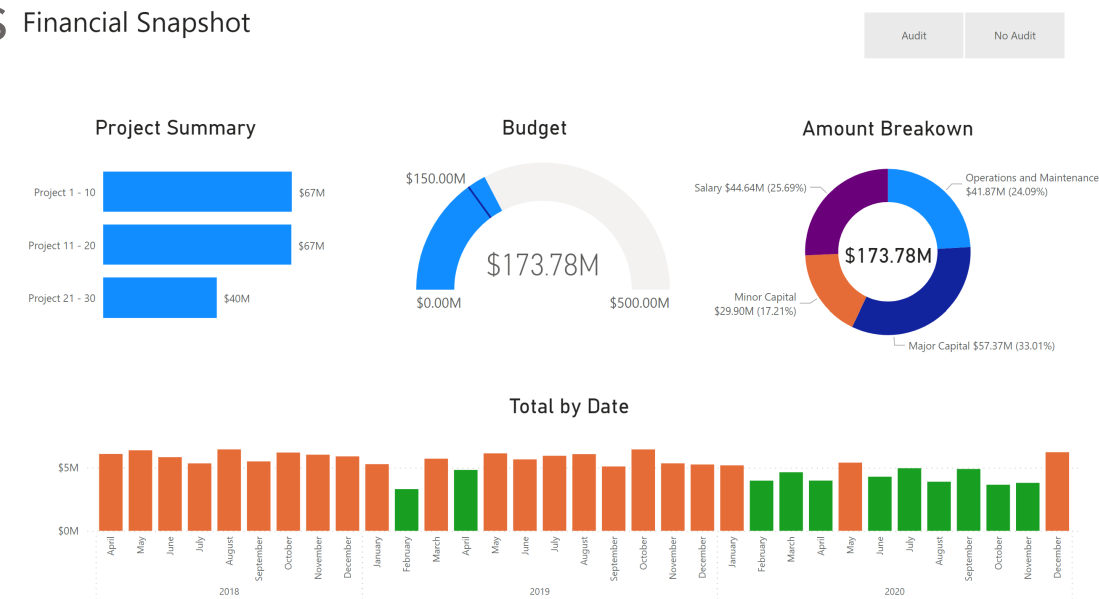 Financial Snapshot
Audit
No Audit
Project Summary
Project 1 - 10
$67M
Project 11 - 20
$67M
Project 21 - 30
$40M
Budget
$150.00M
$173.78M
$0.00M
$500.00M
Amount Breakown
Salary $44.64M (25.69%)
Operations and Maintenance
$41.87M (24.09%)
$173.78M
Minor Capital
$29.90M (17.21%)
Major Capital $57.37M (33.01%)
Total by Date
$5M
$0M
April
May
June
July
August
September
October
November
December
January
February
March
April
May
June
July
August
September
October
November
December
January
February
March
April
May
June
July
August
September
October
November
December
2018
2019
2020